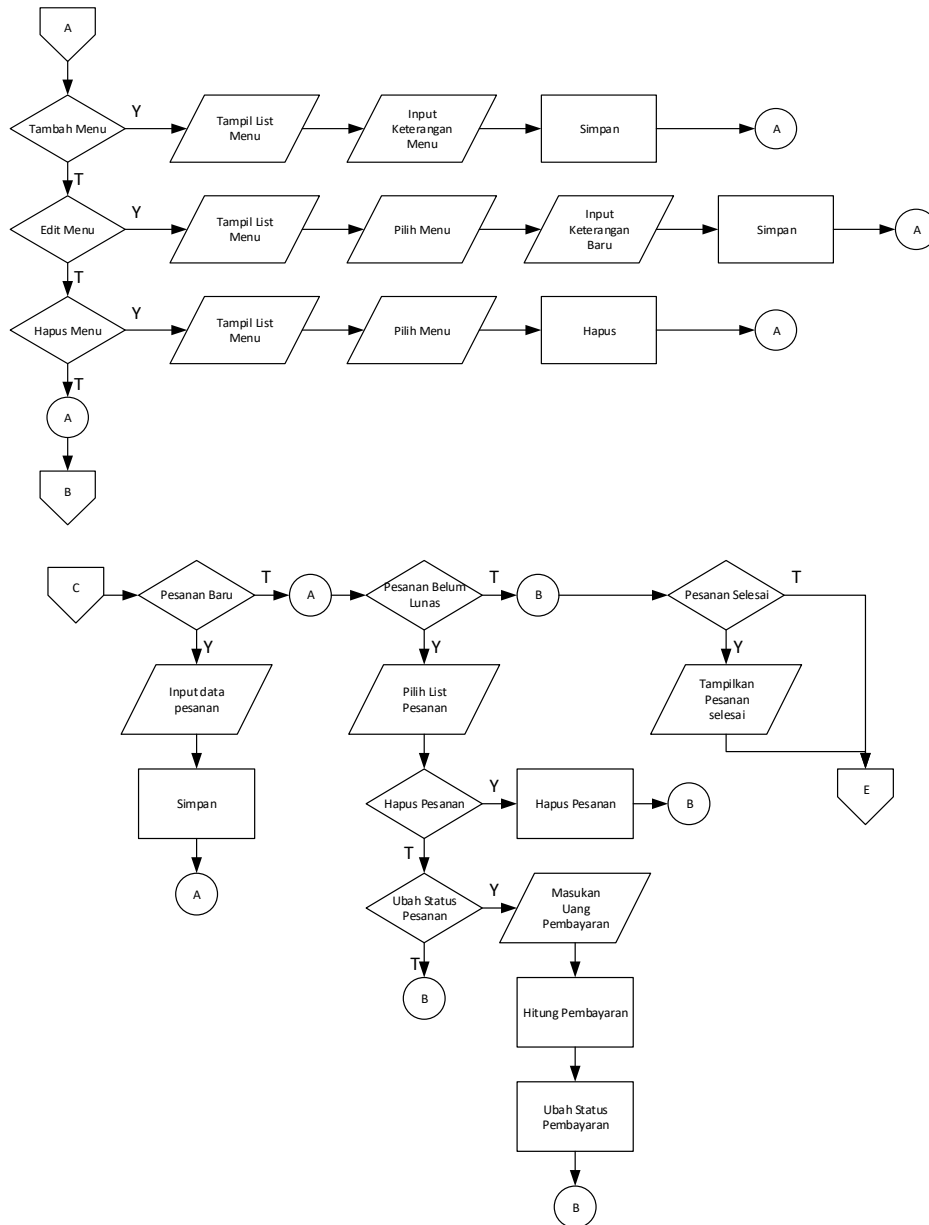 A
Tambah Menu
Y
Tampil List
Menu
Input
Keterangan
Menu
Simpan
A
T
Edit Menu
Y
Tampil List
Menu
Pilih Menu
Input
Keterangan
Baru
Simpan
A
T
Hapus Menu
Y
Tampil List
Menu
Pilih Menu
Hapus
A
T
A
B
C
Pesanan Baru
T
A
Pesanan Belum
Lunas
T
B
Pesanan Selesai
T
Y
Input data
pesanan
Simpan
A
Y
Pilih List
Pesanan
Hapus Pesanan
Y
Hapus Pesanan
B
T
Ubah Status
Pesanan
Y
Masukan
Uang
Pembayaran
T
B
Hitung Pembayaran
Ubah Status
Pembayaran
B
Y
Tampilkan
Pesanan
selesai
E